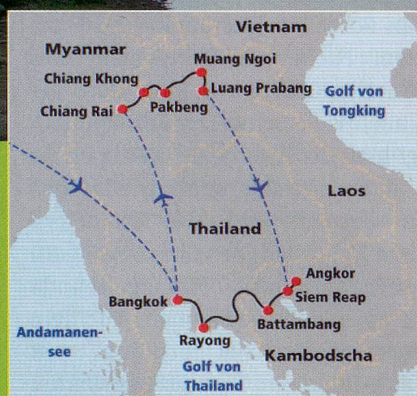 Vietnam
Myanmar
Muang Ngoi
Chiang Khong
Luang Prabang
Golf von
Tongking
Chiang Rai
Pakbeng
Laos
Thailand
Angkor
Siem Reap
Bangkok
Battambang
Andamanen-
see
Rayong
Golf von
Thailand
Kambodscha